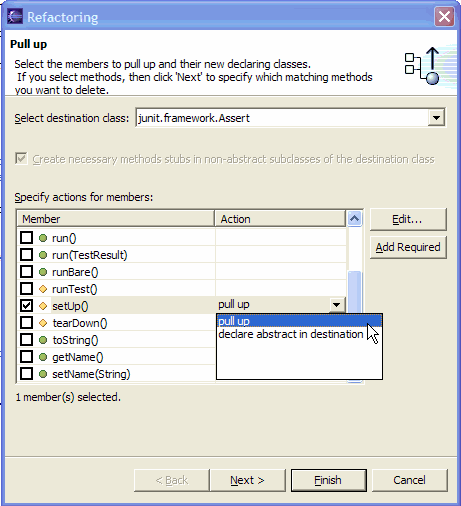 Refactoring
Pull up
Select the members to pull up and their new declaring classes.
If you select methods, then click 'Next' to specify which matching methods
you want to delete.
Select destination class: junit.framework.Assert
Create necessary methods stubs in non-abstract subclasses of the destination class
Specify actions for members:
Member Action
run()
run(TestResult)
runBare()
runTest()
setUp() pull up
tearDown() pull up
toString() declare abstract in destination
getName()
setName(String)
Edit...
Add Required
1 member(s) selected.
< Back Next > Finish Cancel